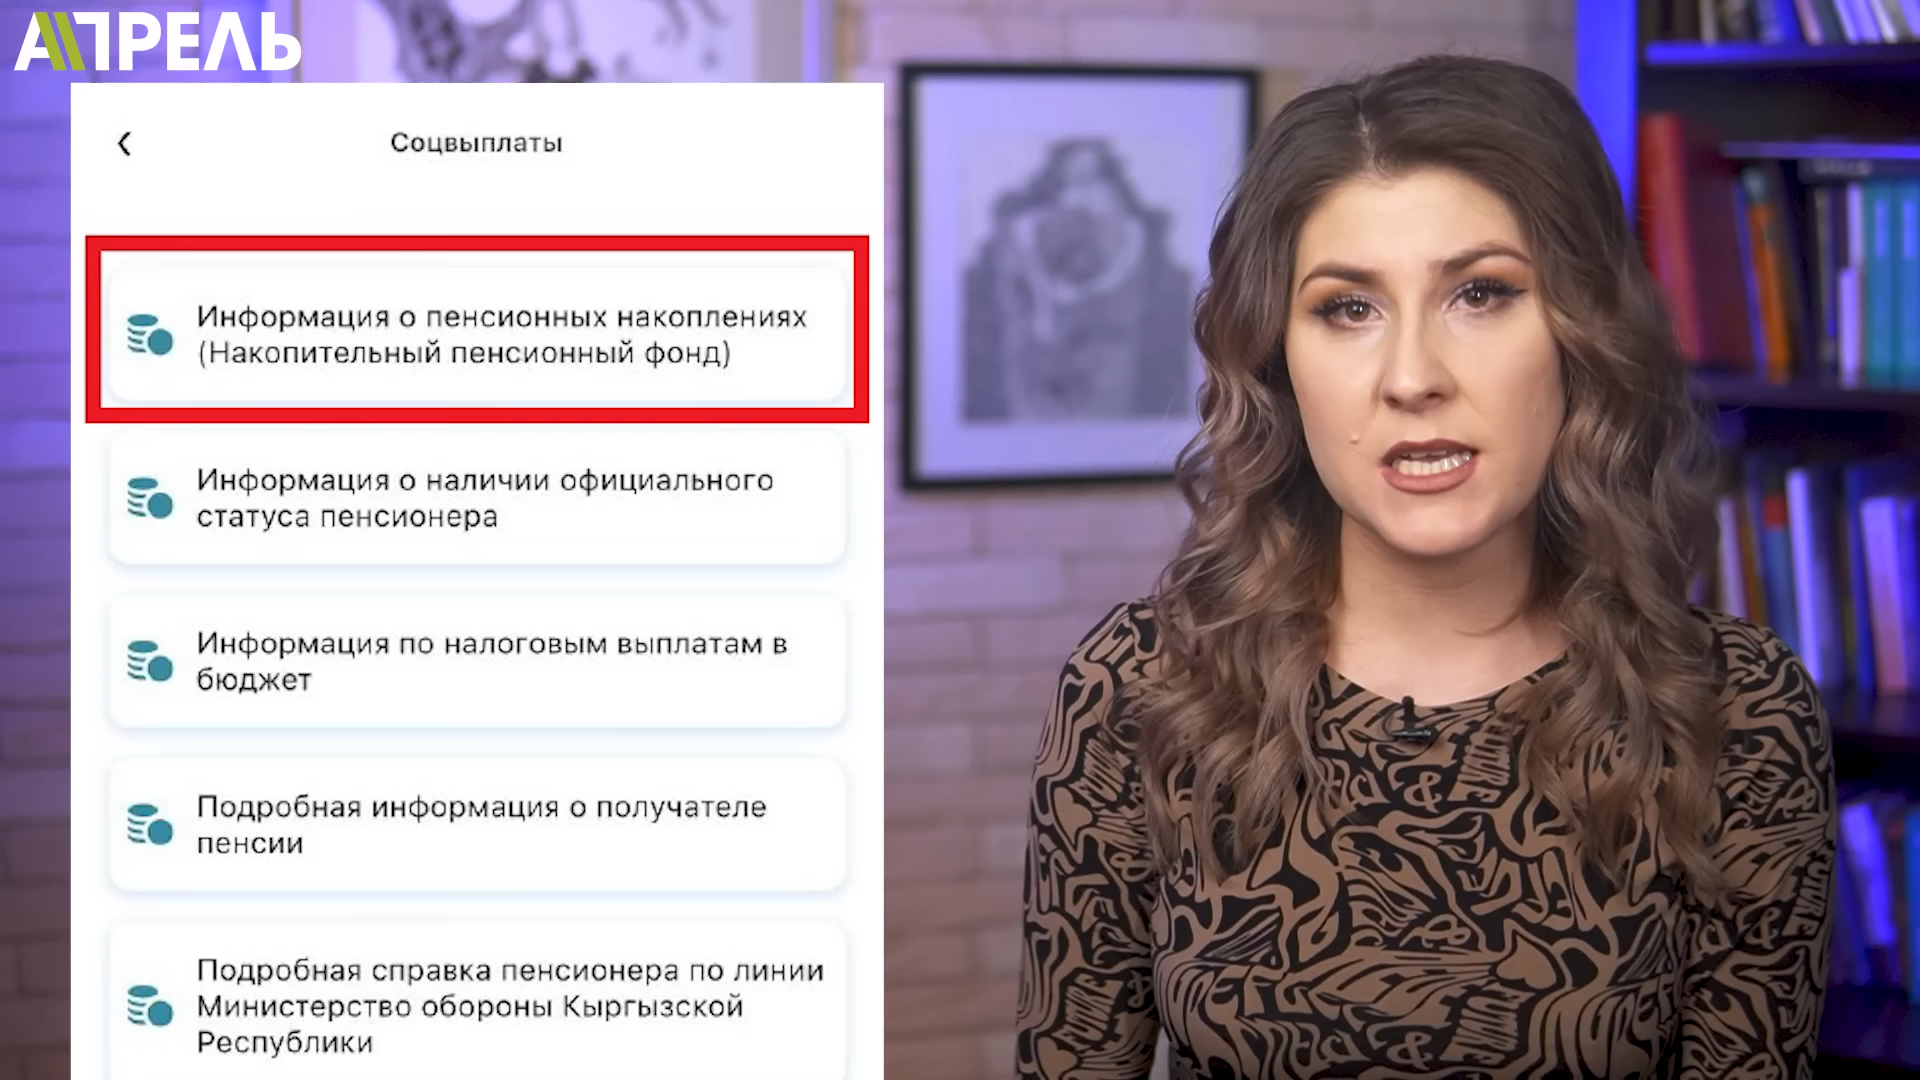 АПРЕЛЬ
Соцвыплаты
Информация о пенсионных накоплениях
(Накопительный пенсионный фонд)
Информация о наличии официального
статуса пенсионера
Информация по налоговым выплатам в
бюджет
Подробная информация о получателе
пенсии
Подробная справка пенсионера по линии
Министерство обороны Кыргызской
Республики